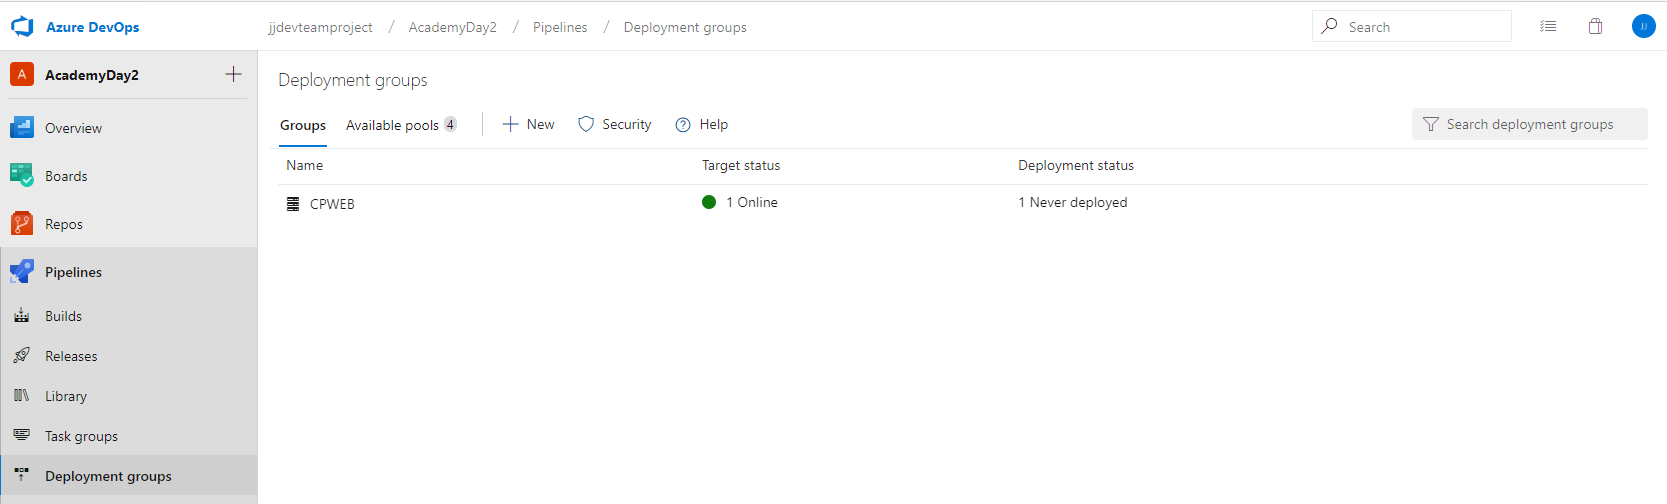 Azure DevOps
jjdevteamproject / AcademyDay2 / Pipelines / Deployment groups
Search
JJ
A AcademyDay2
Overview
Boards
Repos
Pipelines
Builds
Releases
Library
Task groups
Deployment groups
Deployment groups
Groups Available pools 4 New Security Help
Search deployment groups
Name Target status Deployment status
CPWEB 1 Online 1 Never deployed